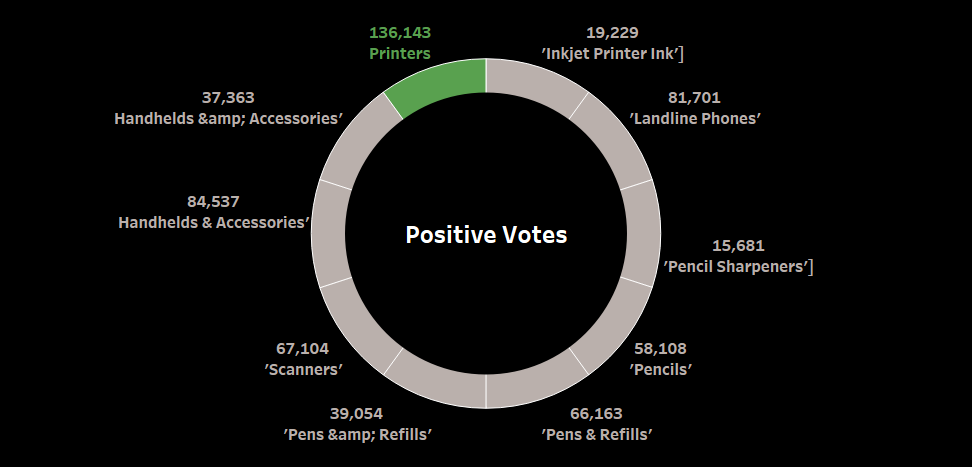 136,143
Printers
19,229
'Inkjet Printer Ink']
37,363
Handhelds &amp; Accessories'
81,701
'Landline Phones'
84,537
Handhelds & Accessories'
Positive Votes
15,681
'Pencil Sharpeners']
67,104
'Scanners'
58,108
'Pencils'
39,054
'Pens &amp; Refills'
66,163
'Pens & Refills'